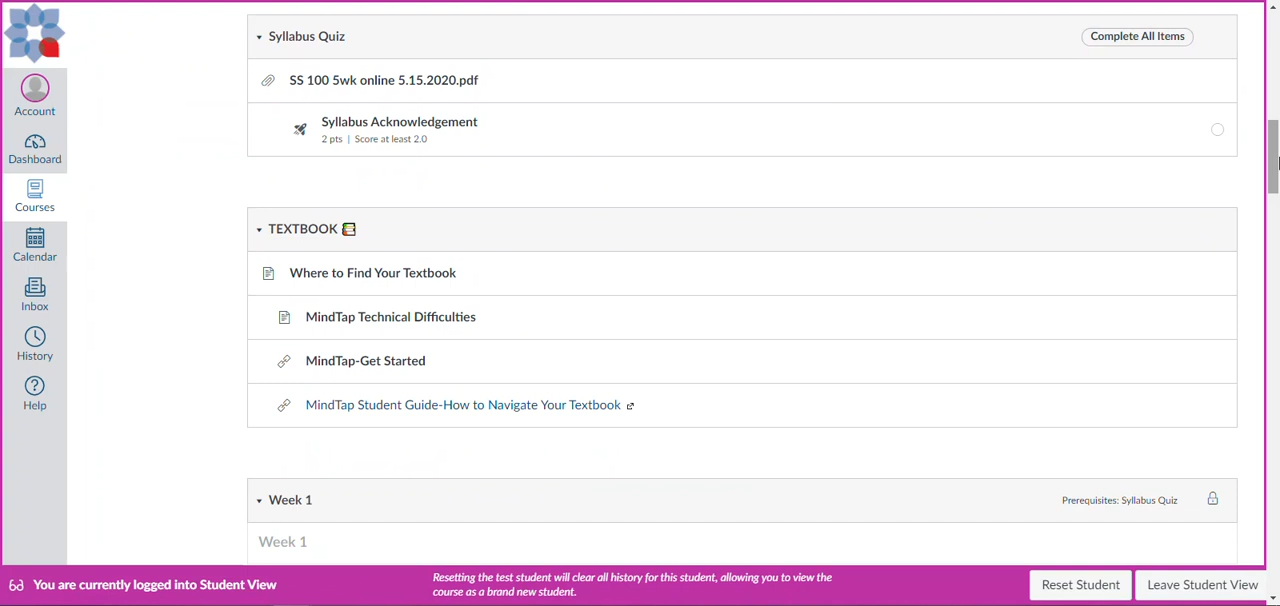 Syllabus Quiz
Complete All Items
SS 100 5wk online 5.15.2020.pdf
Syllabus Acknowledgement
2 pts | Score at least 2.0
TEXTBOOK
Where to Find Your Textbook
MindTap Technical Difficulties
MindTap-Get Started
MindTap Student Guide-How to Navigate Your Textbook
Week 1
Prerequisites: Syllabus Quiz
Week 1
Account
Dashboard
Courses
Calendar
Inbox
History
Help
You are currently logged into Student View
Resetting the test student will clear all history for this student, allowing you to view the
course as a brand new student.
Reset Student
Leave Student View